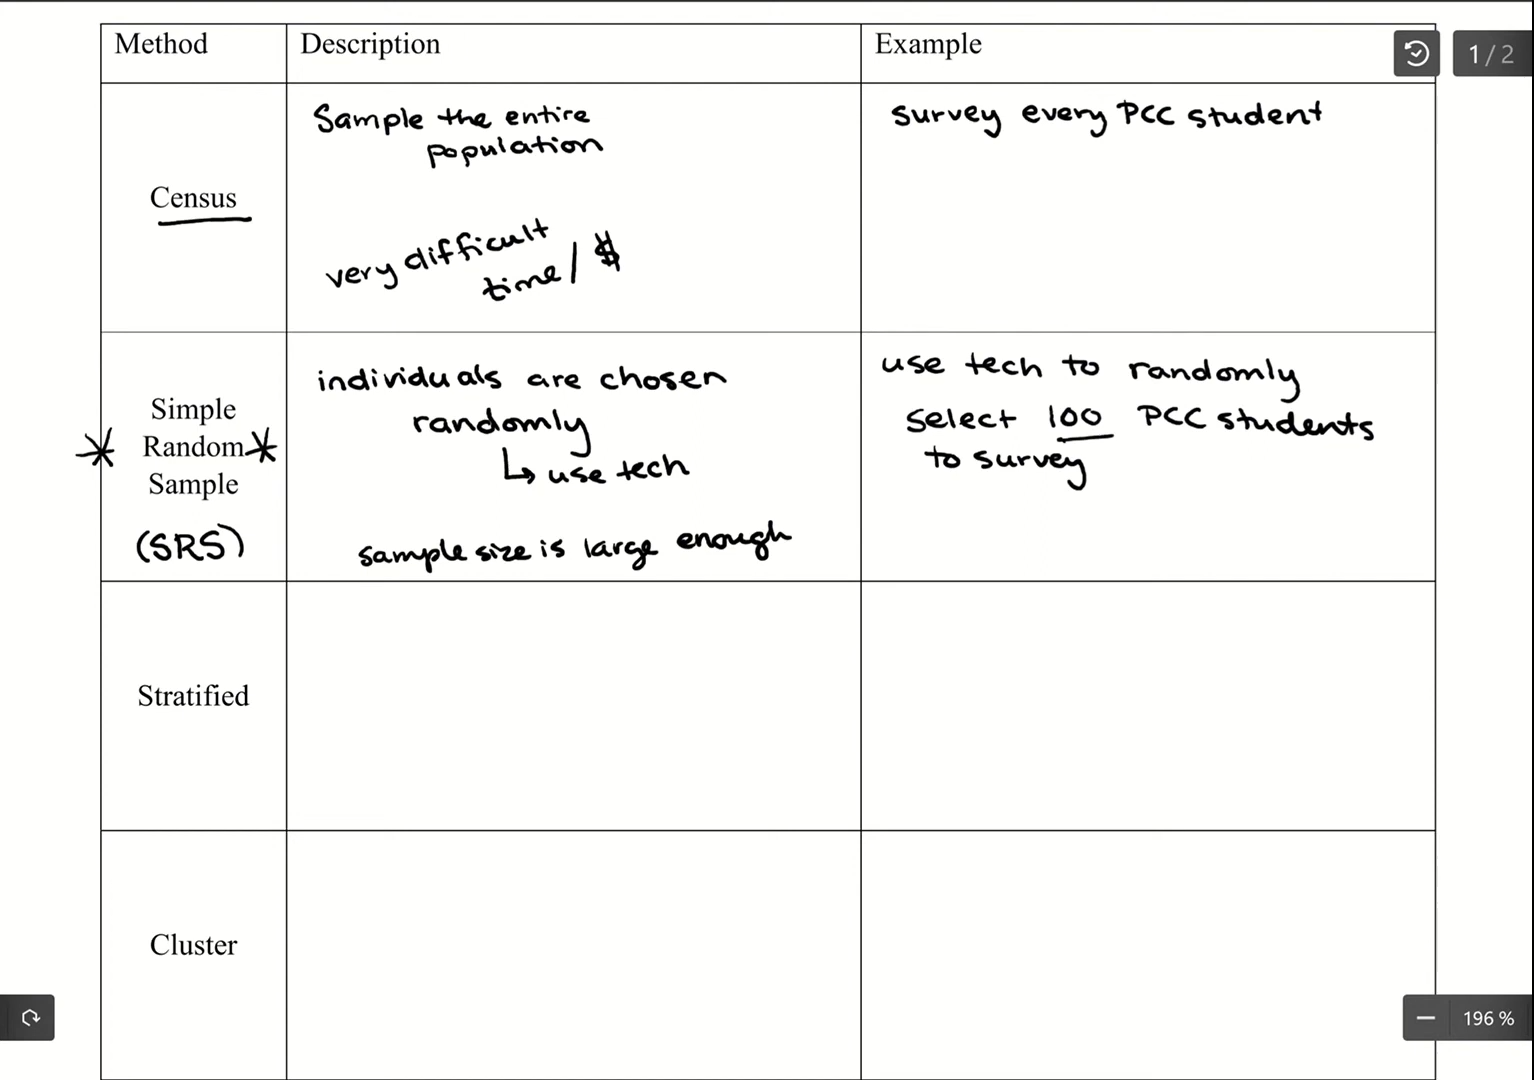 Method Description Example
1 / 2
Census
Sample the entire
population
very difficult
time / $
survey every PCC student
Simple
Random
Sample
(SRS)
individuals are chosen
randomly
↳ use tech
sample size is large enough
use tech to randomly
select 100 PCC students
to survey
Stratified
Cluster
196 %